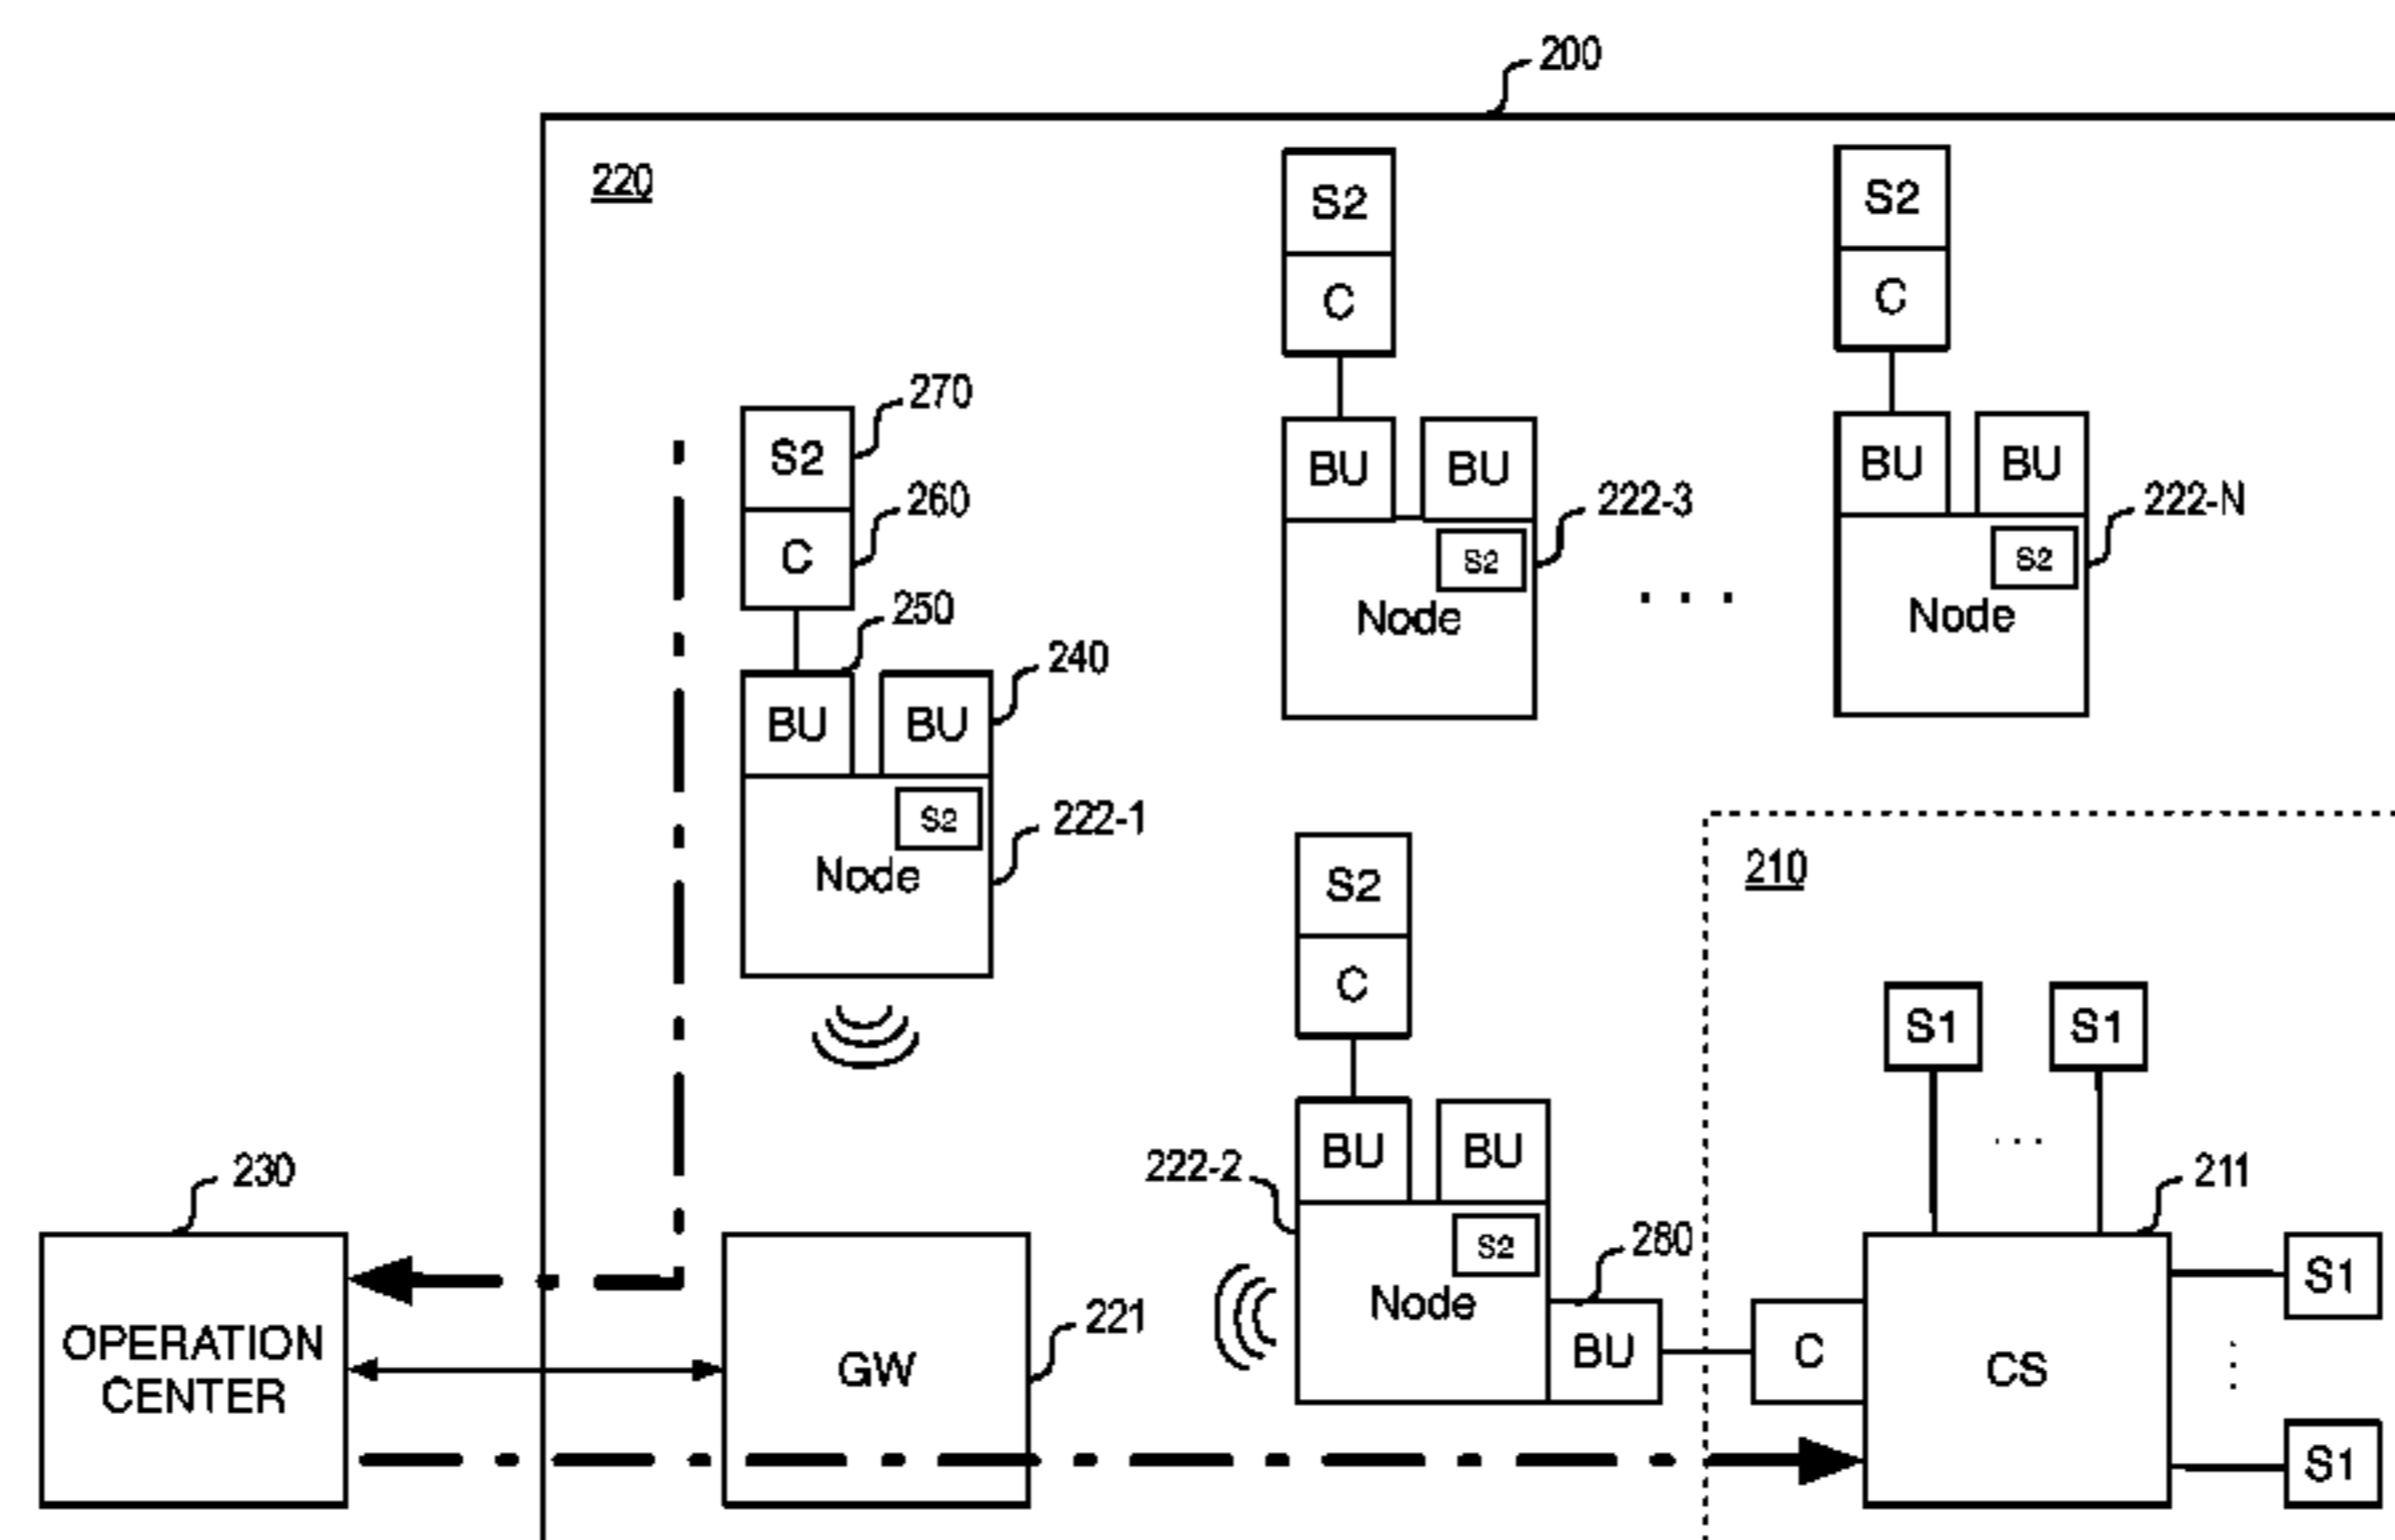 200
220
S2
C
BU
BU
S2
Node
222-3
. . .
S2
C
BU
BU
S2
Node
222-N
S2
270
C
260
250
240
BU
BU
S2
Node
222-1
S2
C
BU
BU
222-2
S2
Node
280
BU
210
S1
...
S1
211
C
CS
S1
...
S1
230
OPERATION
CENTER
GW
221